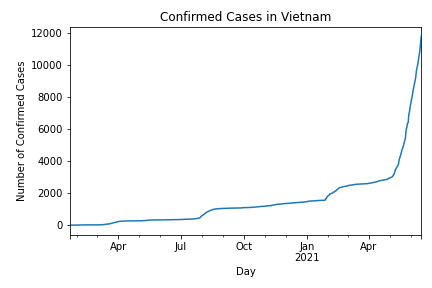 Confirmed Cases in Vietnam
12000
10000
8000
6000
4000
2000
0
Number of Confirmed Cases
Apr Jul Oct Jan Apr
2021
Day